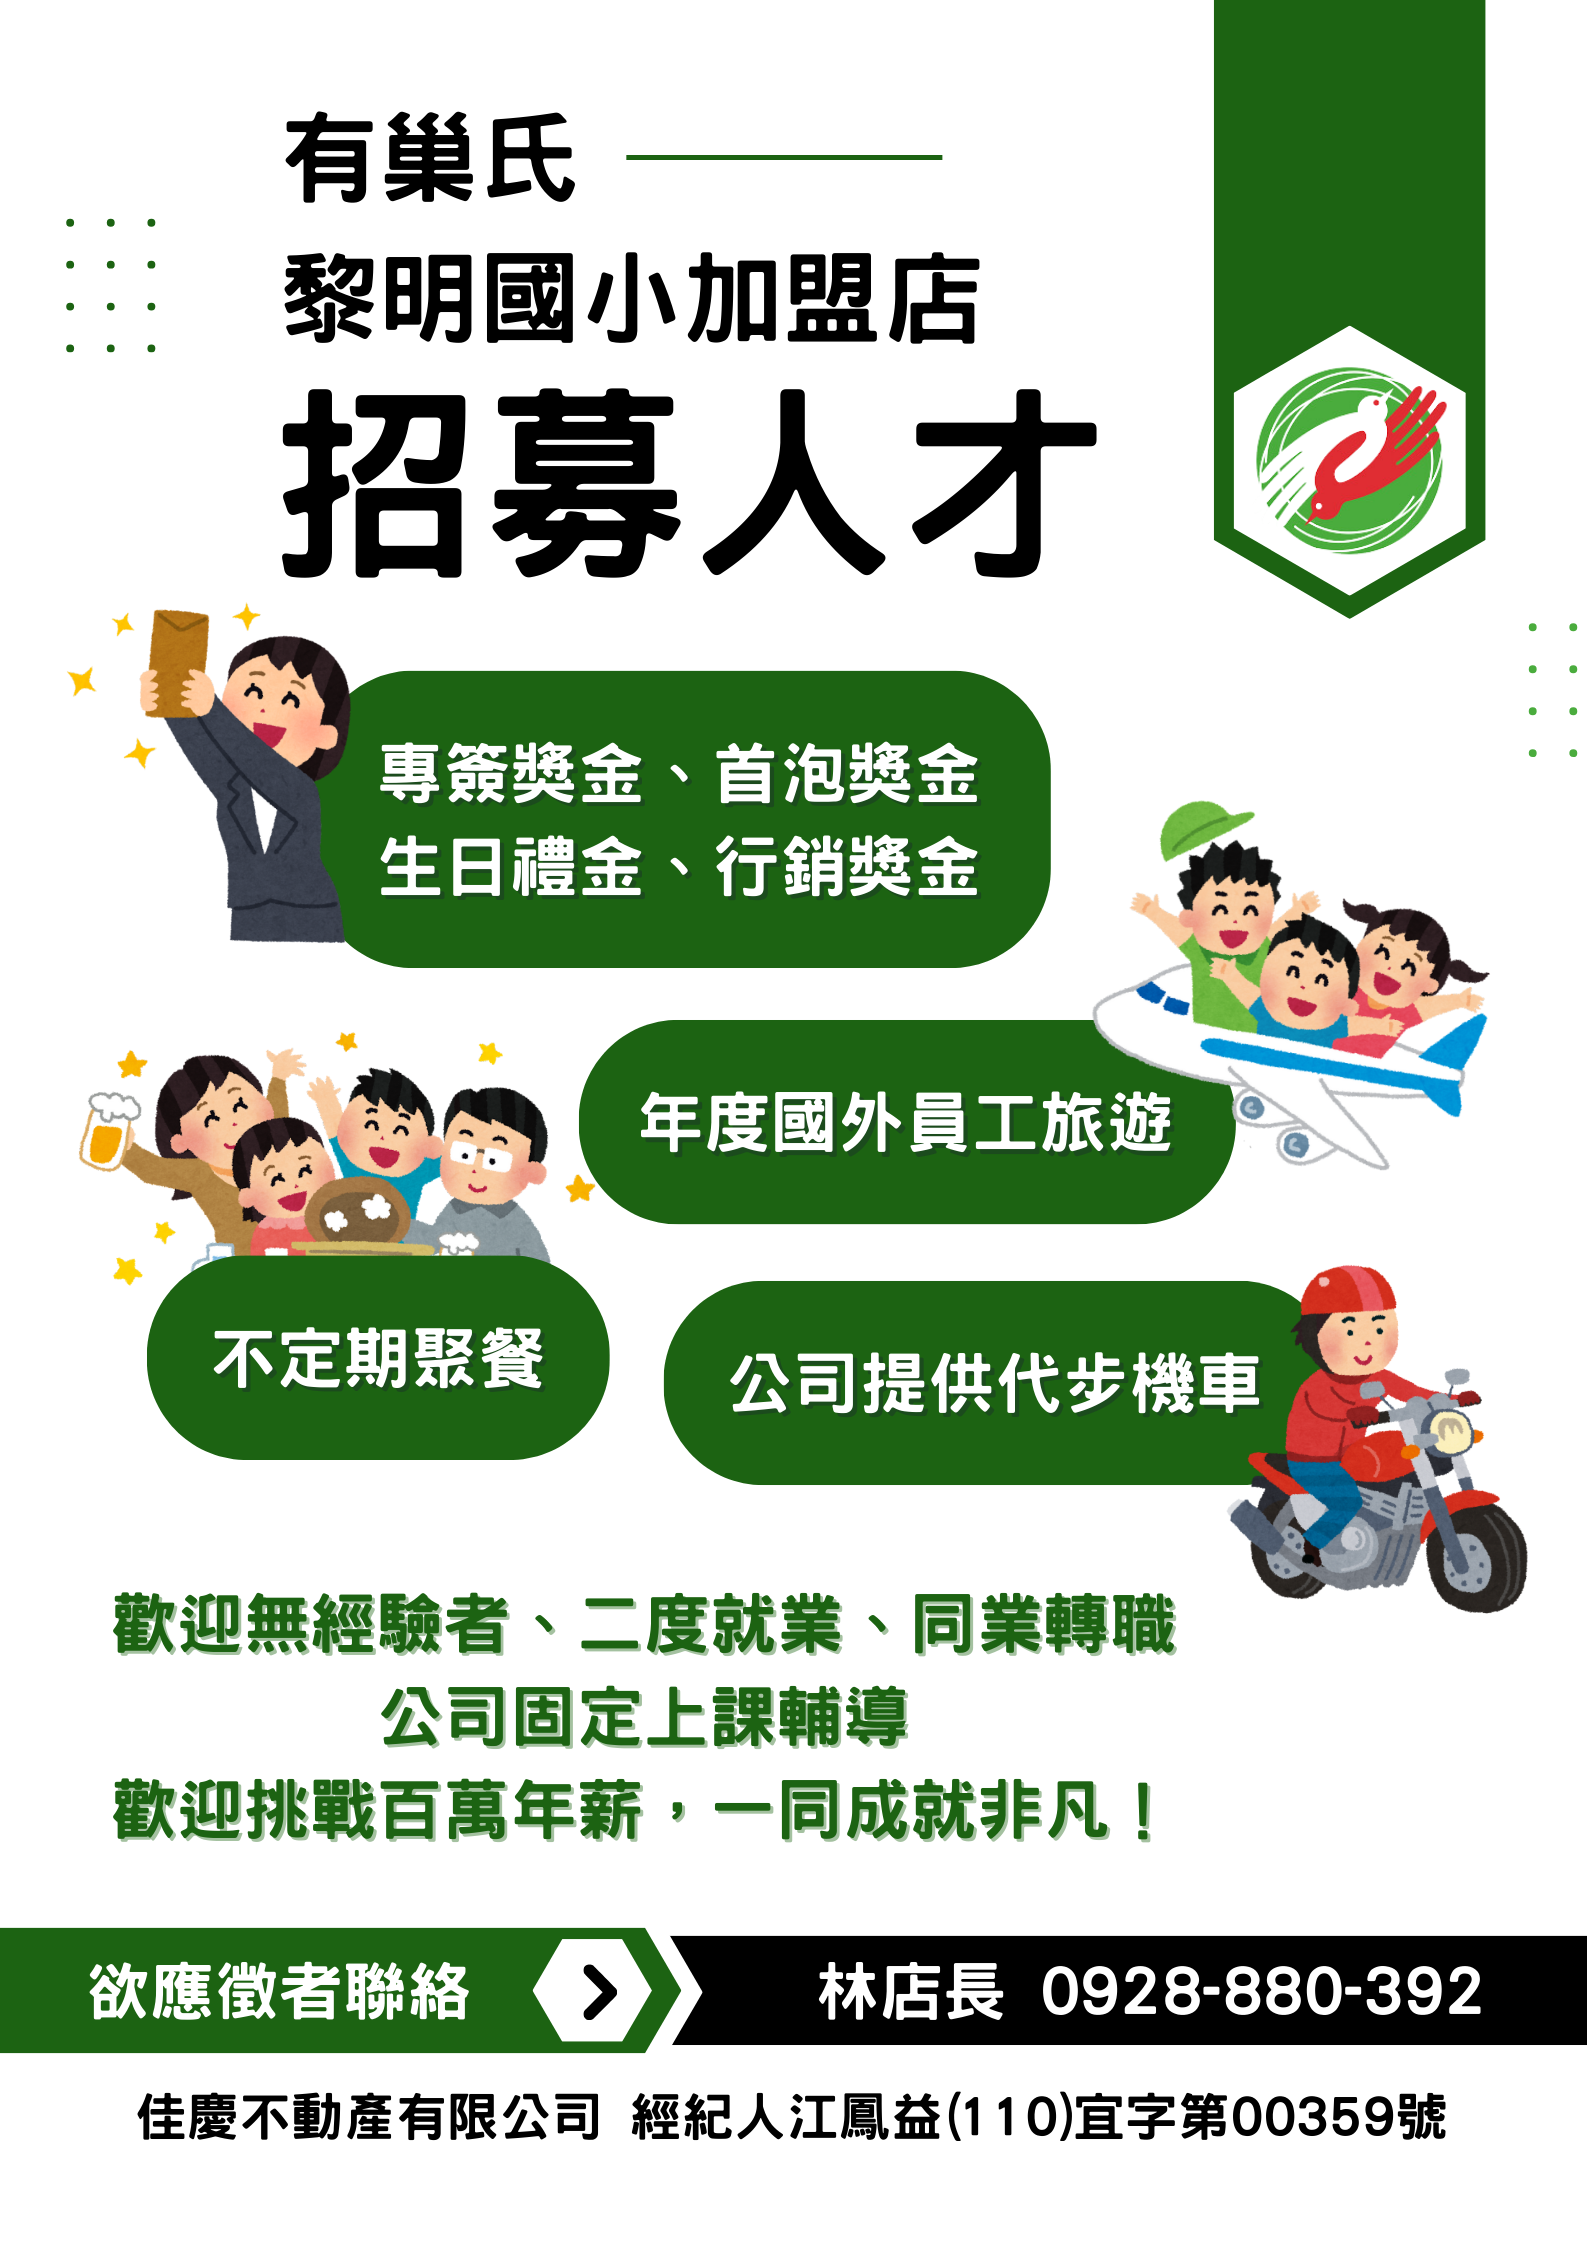 有巢氏
黎明國小加盟店
招募人才
專簽獎金、首泡獎金
生日禮金、行銷獎金
年度國外員工旅遊
不定期聚餐
公司提供代步機車
歡迎無經驗者、二度就業、同業轉職
公司固定上課輔導
歡迎挑戰百萬年薪，一同成就非凡！
欲應徵者聯絡
林店長 0928-880-392
佳慶不動產有限公司 經紀人江鳳益(110)宜字第00359號